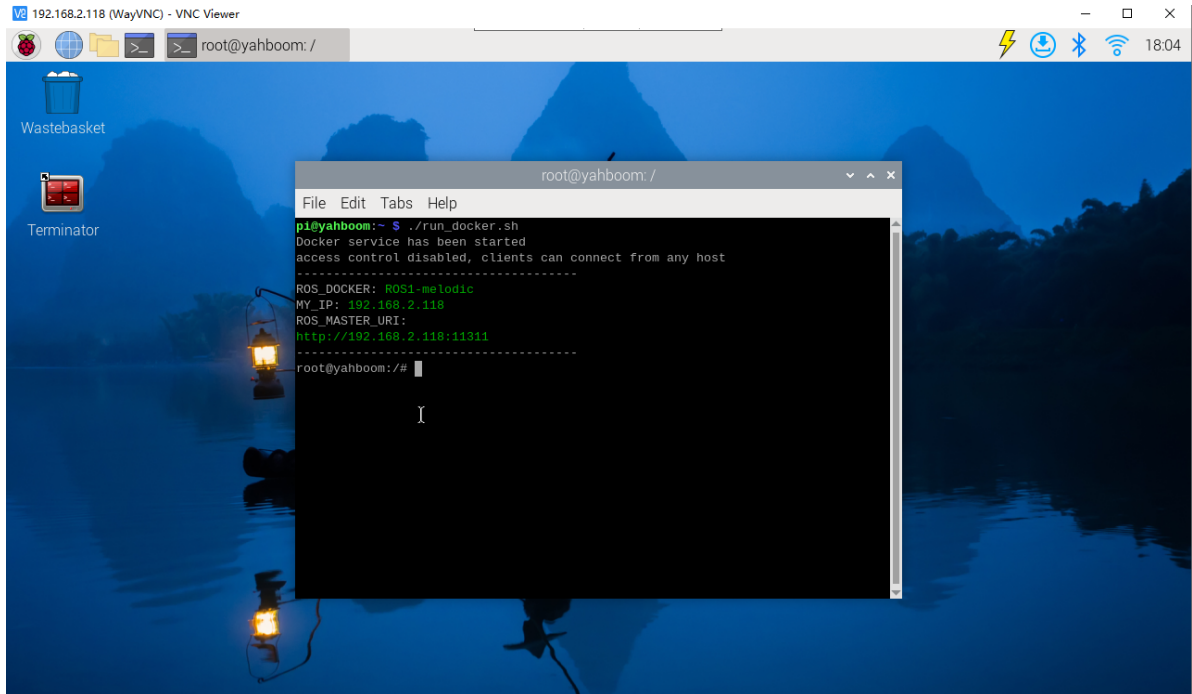 192.168.2.118 (WayVNC) - VNC Viewer
root@yahboom: /
18:04
Wastebasket
Terminator
root@yahboom: /
File Edit Tabs Help
pi@yahboom:~ $ ./run_docker.sh
Docker service has been started
access control disabled, clients can connect from any host
--------------------------------------
ROS_DOCKER: ROS1-melodic
MY_IP: 192.168.2.118
ROS_MASTER_URI:
http://192.168.2.118:11311
--------------------------------------
root@yahboom:/#